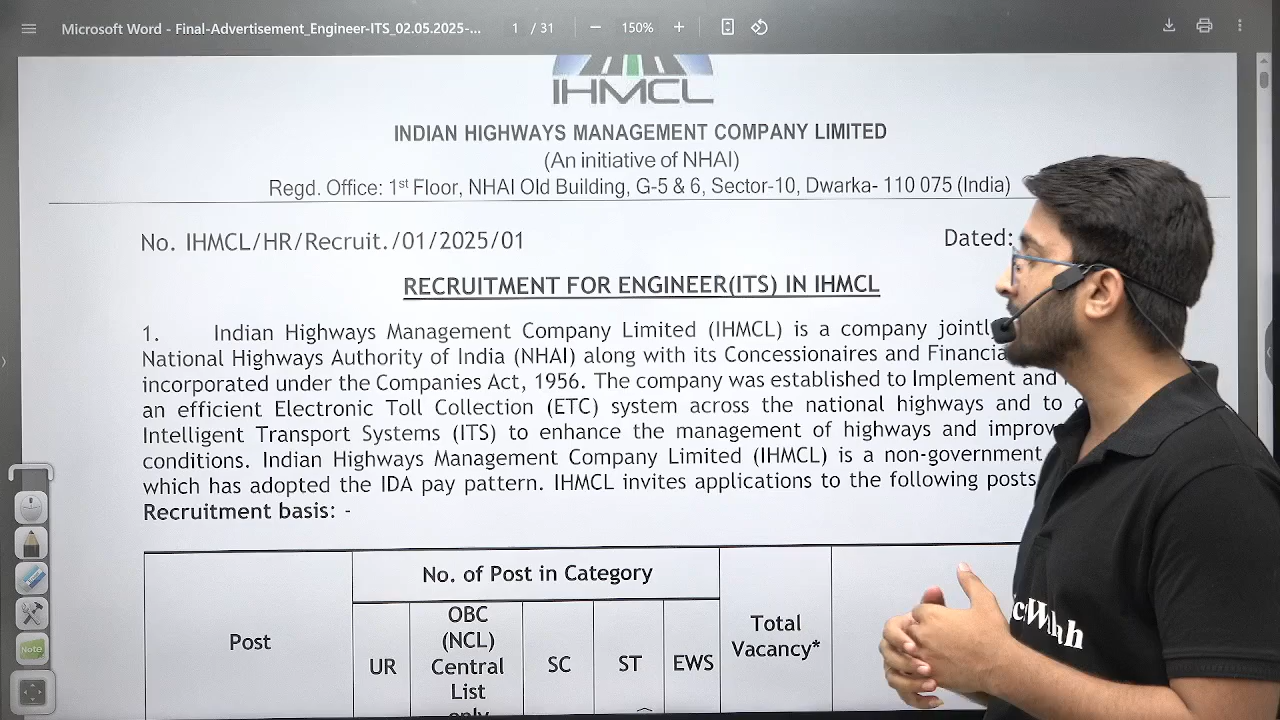 Microsoft Word - Final-Advertisement_Engineer-ITS_02.05.2025-...
1 / 31
150%
IHMCL
INDIAN HIGHWAYS MANAGEMENT COMPANY LIMITED
(An initiative of NHAI)
Regd. Office: 1st Floor, NHAI Old Building, G-5 & 6, Sector-10, Dwarka- 110 075 (India)
No. IHMCL/HR/Recruit./01/2025/01
Dated:
RECRUITMENT FOR ENGINEER(ITS) IN IHMCL
1. Indian Highways Management Company Limited (IHMCL) is a company
National Highways Authority of India (NHAI) along with its Concessionaires and
incorporated under the Companies Act, 1956. The company was established to Implement and
an efficient Electronic Toll Collection (ETC) system across the national highways and to
Intelligent Transport Systems (ITS) to enhance the management of highways and
conditions. Indian Highways Management Company Limited (IHMCL) is a non-government
which has adopted the IDA pay pattern. IHMCL invites applications to the following posts
Recruitment basis: -
No. of Post in Category
Post
UR
OBC
(NCL)
Central
List
only
SC
ST
EWS
Total
Vacancy*
Note